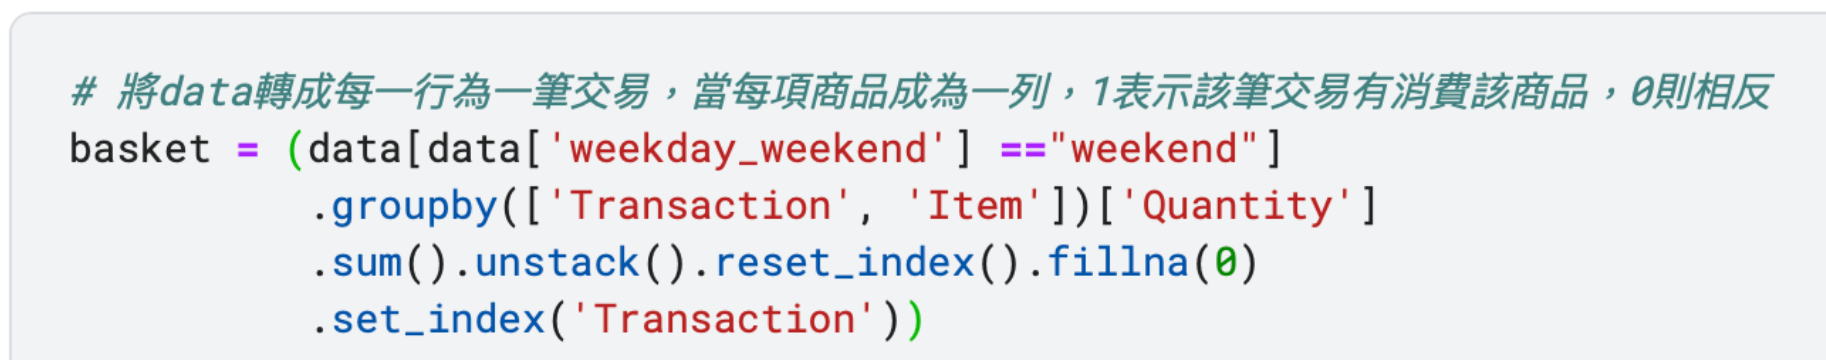 # 將data轉成每一行為一筆交易，當每項商品成為一列，1表示該筆交易有消費該商品，0則相反
basket = (data[data['weekday_weekend'] =="weekend"]
.groupby(['Transaction', 'Item'])['Quantity']
.sum().unstack().reset_index().fillna(0)
.set_index('Transaction'))